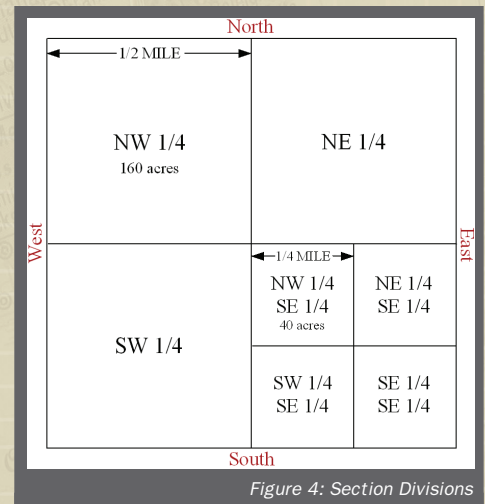 North
1/2 MILE
NW 1/4
160 acres
NE 1/4
West
East
1/4 MILE
NW 1/4
SE 1/4
40 acres
NE 1/4
SE 1/4
SW 1/4
SW 1/4
SE 1/4
SE 1/4
SE 1/4
South
Figure 4: Section Divisions